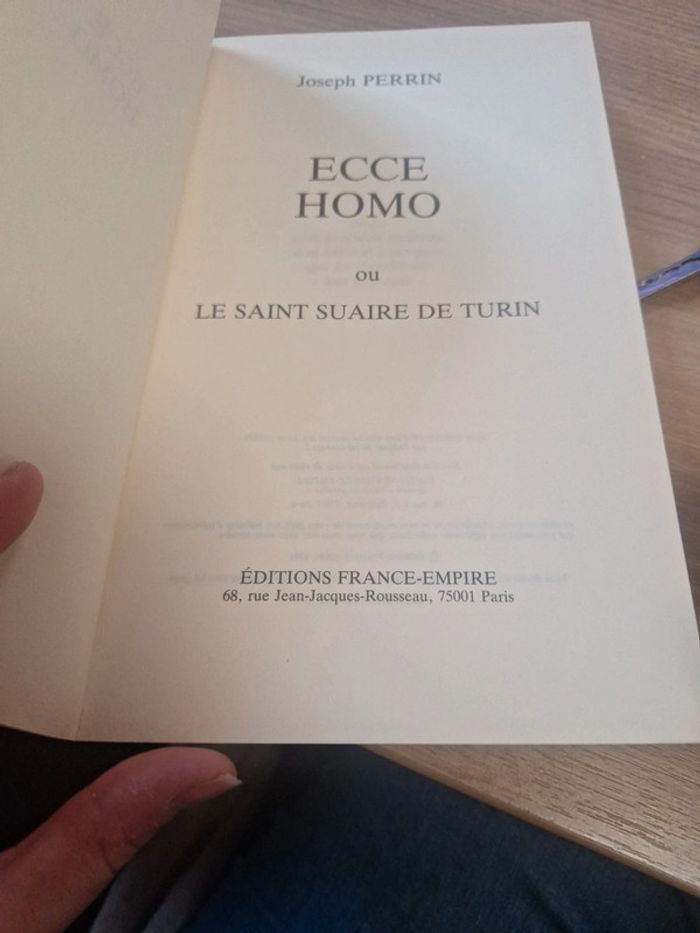 Joseph PERRIN
ECCE
HOMO
ou
LE SAINT SUAIRE DE TURIN
ÉDITIONS FRANCE-EMPIRE
68, rue Jean-Jacques-Rousseau, 75001 Paris